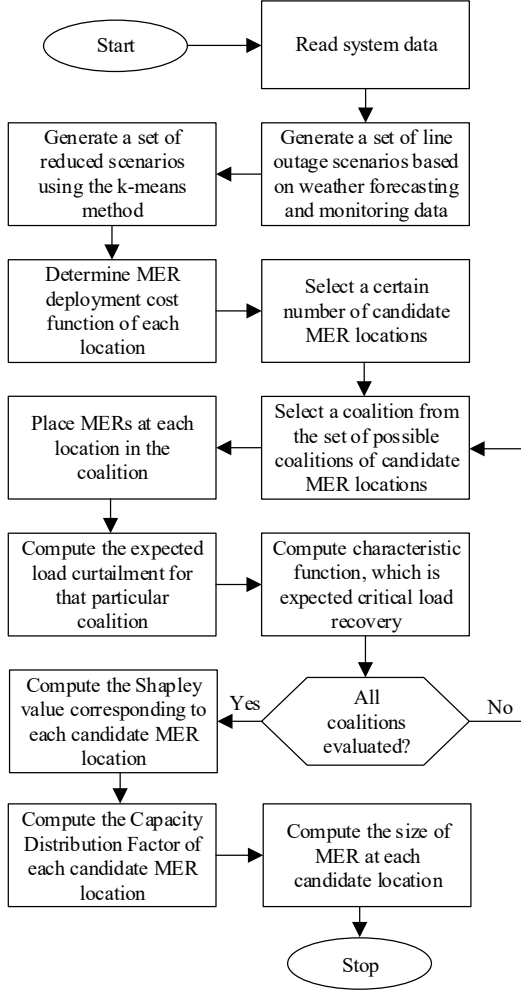 Start
Read system data
Generate a set of line
outage scenarios based
on weather forecasting
and monitoring data
Generate a set of
reduced scenarios
using the k-means
method
Determine MER
deployment cost
function of each
location
Select a certain
number of candidate
MER locations
Select a coalition from
the set of possible
coalitions of candidate
MER locations
Place MERs at each
location in the
coalition
Compute the expected
load curtailment for
that particular
coalition
Compute characteristic
function, which is
expected critical load
recovery
All
coalitions
evaluated?
Yes
No
Compute the Shapley
value corresponding to
each candidate MER
location
Compute the Capacity
Distribution Factor of
each candidate MER
location
Compute the size of
MER at each
candidate location
Stop